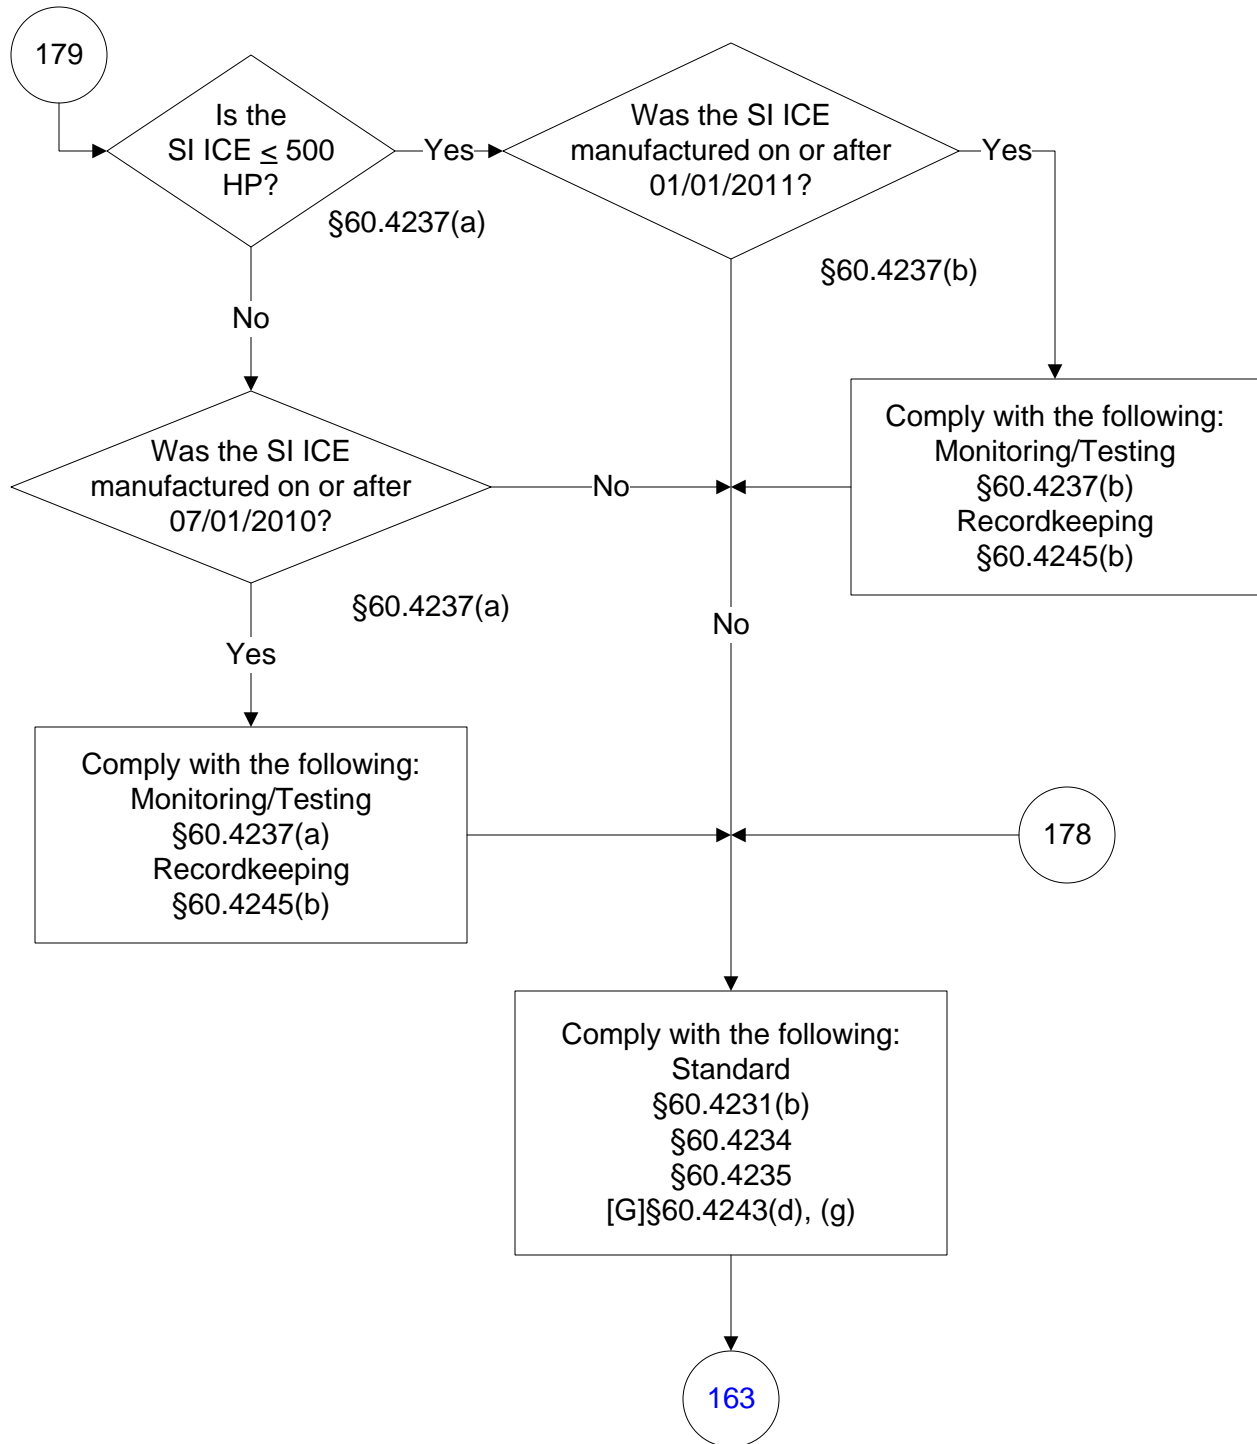 179
Is the
SI ICE ≤ 500
HP?
§60.4237(a)
Yes
Was the SI ICE
manufactured on or after
01/01/2011?
§60.4237(b)
Yes
No
Comply with the following:
Monitoring/Testing
§60.4237(b)
Recordkeeping
§60.4245(b)
Was the SI ICE
manufactured on or after
07/01/2010?
§60.4237(a)
No
No
Yes
Comply with the following:
Monitoring/Testing
§60.4237(a)
Recordkeeping
§60.4245(b)
178
Comply with the following:
Standard
§60.4231(b)
§60.4234
§60.4235
[G]§60.4243(d), (g)
163